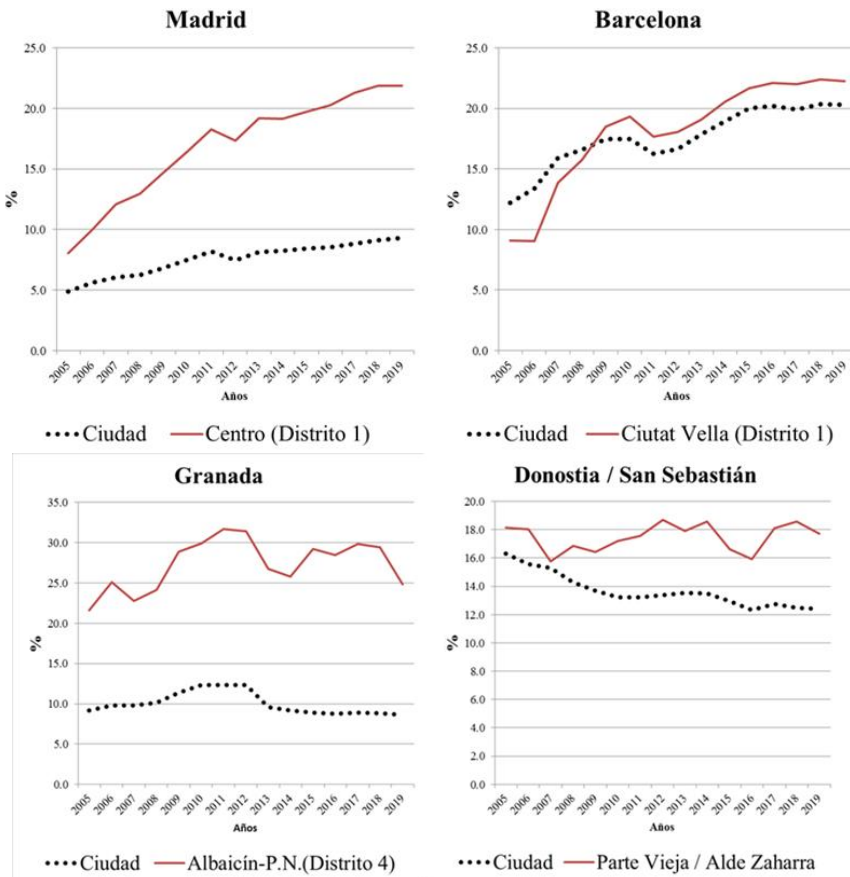 Madrid
25.0
20.0
15.0
10.0
5.0
0.0
%
2005 2006 2007 2008 2009 2010 2011 2012 2013 2014 2015 2016 2017 2018 2019
Años
Ciudad Centro (Distrito 1)
Barcelona
25.0
20.0
15.0
10.0
5.0
0.0
%
2005 2006 2007 2008 2009 2010 2011 2012 2013 2014 2015 2016 2017 2018 2019
Años
Ciudad Ciutat Vella (Distrito 1)
Granada
35.0
30.0
25.0
20.0
15.0
10.0
5.0
0.0
%
2005 2006 2007 2008 2009 2010 2011 2012 2013 2014 2015 2016 2017 2018 2019
Años
Ciudad Albaicín-P.N.(Distrito 4)
Donostia / San Sebastián
20.0
18.0
16.0
14.0
12.0
10.0
8.0
6.0
4.0
2.0
0.0
%
2005 2006 2007 2008 2009 2010 2011 2012 2013 2014 2015 2016 2017 2018 2019
Años
Ciudad Parte Vieja / Alde Zaharra